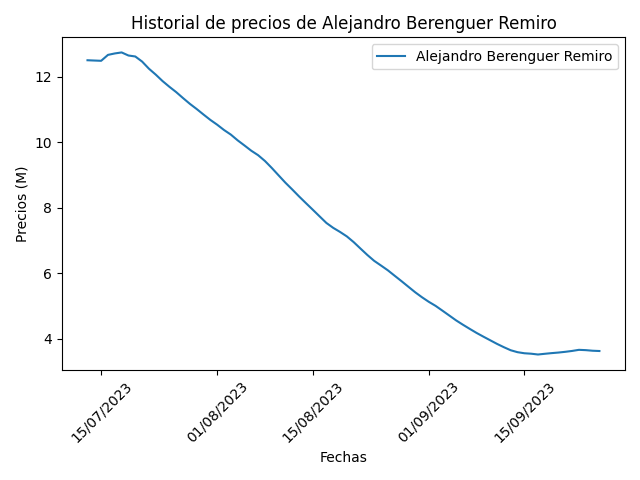 Historial de precios de Alejandro Berenguer Remiro
Alejandro Berenguer Remiro
Precios (M)
12
10
8
6
4
15/07/2023
01/08/2023
15/08/2023
01/09/2023
15/09/2023
Fechas